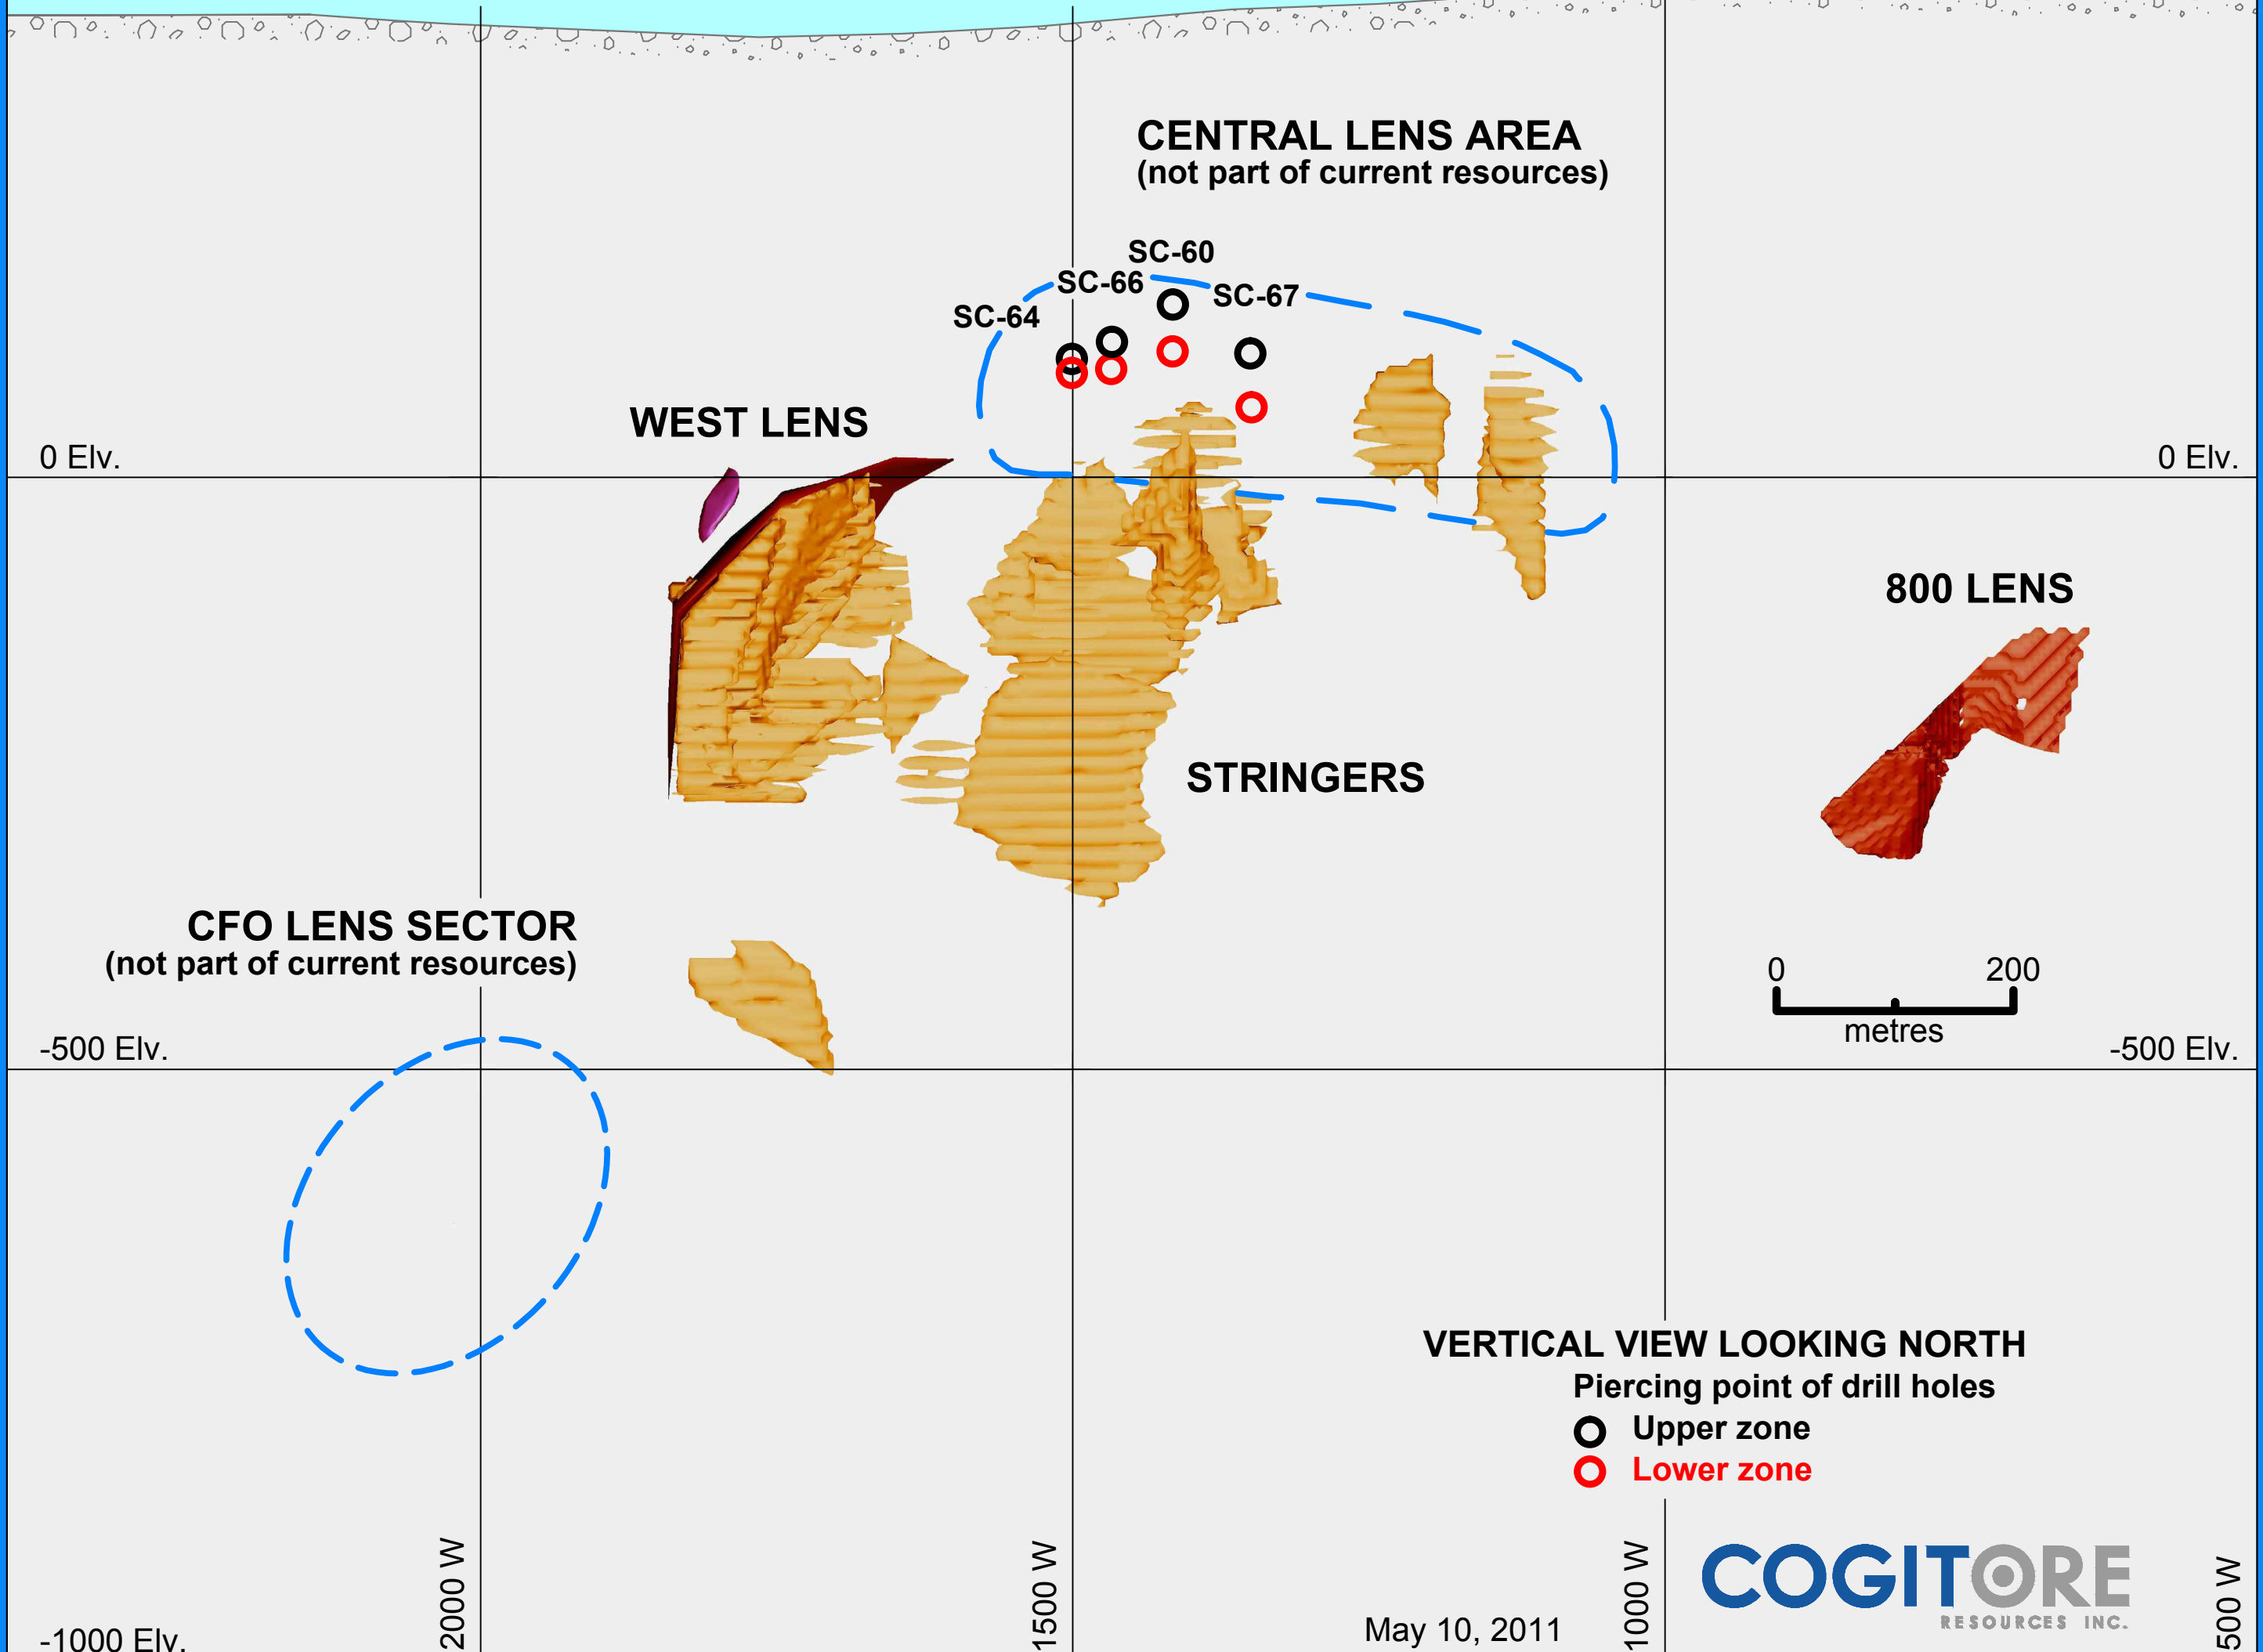 CENTRAL LENS AREA
(not part of current resources)
SC-60
SC-66
SC-67
SC-64
WEST LENS
0 Elv.
0 Elv.
800 LENS
STRINGERS
CFO LENS SECTOR
(not part of current resources)
0 200
metres
-500 Elv.
-500 Elv.
VERTICAL VIEW LOOKING NORTH
Piercing point of drill holes
Upper zone
Lower zone
2000 W
1500 W
1000 W
500 W
COGITORE
RESOURCES INC.
May 10, 2011
-1000 Elv.